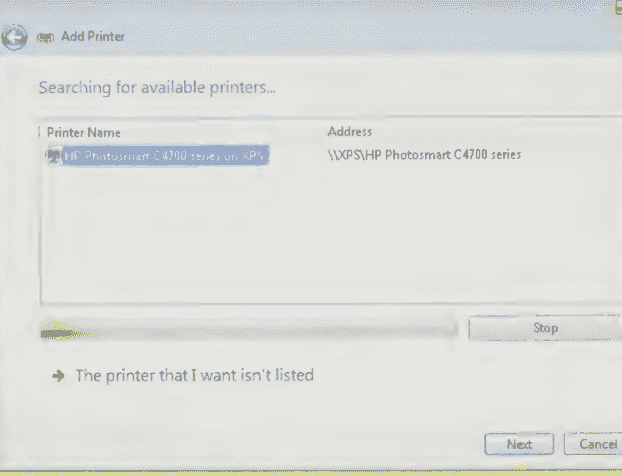 Add Printer
Searching for available printers...
Printer Name Address
HP Photosmart C4700 series on XPS \\XPS\HP Photosmart C4700 series
Stop
The printer that I want isn't listed
Next Cancel